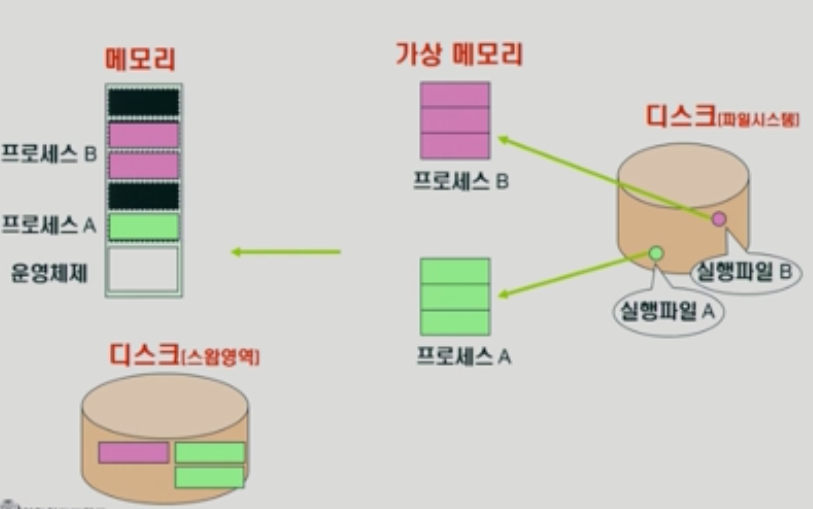 메모리
가상 메모리
디스크[파일시스템]
프로세스 B
프로세스 B
프로세스 A
운영체제
실행파일 B
실행파일 A
프로세스 A
디스크[스왑영역]